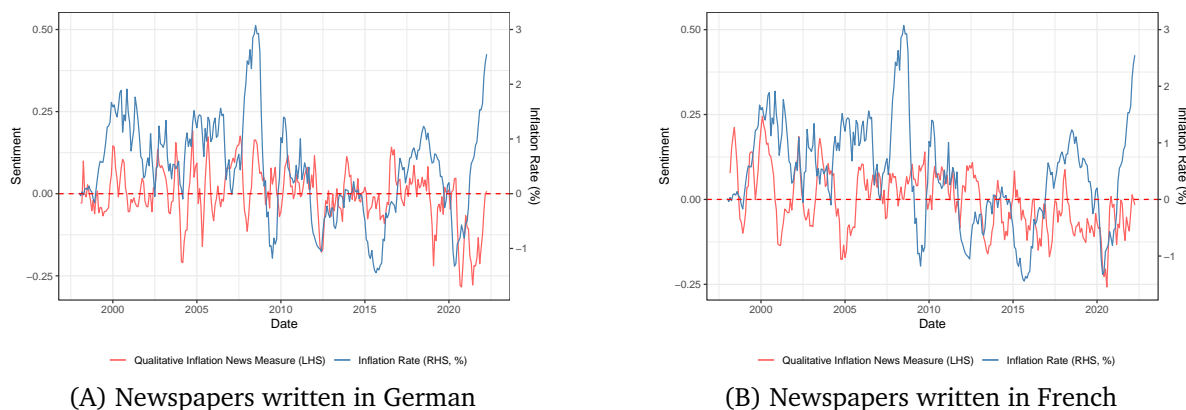 0.50
0.25
0.00
−0.25
Sentiment
3
2
1
0
−1
Inflation Rate (%)
2000 2005 2010 2015 2020
Date
Qualitative Inflation News Measure (LHS) Inflation Rate (RHS, %)
(A) Newspapers written in German
0.50
0.25
0.00
−0.25
Sentiment
3
2
1
0
−1
Inflation Rate (%)
2000 2005 2010 2015 2020
Date
Qualitative Inflation News Measure (LHS) Inflation Rate (RHS, %)
(B) Newspapers written in French